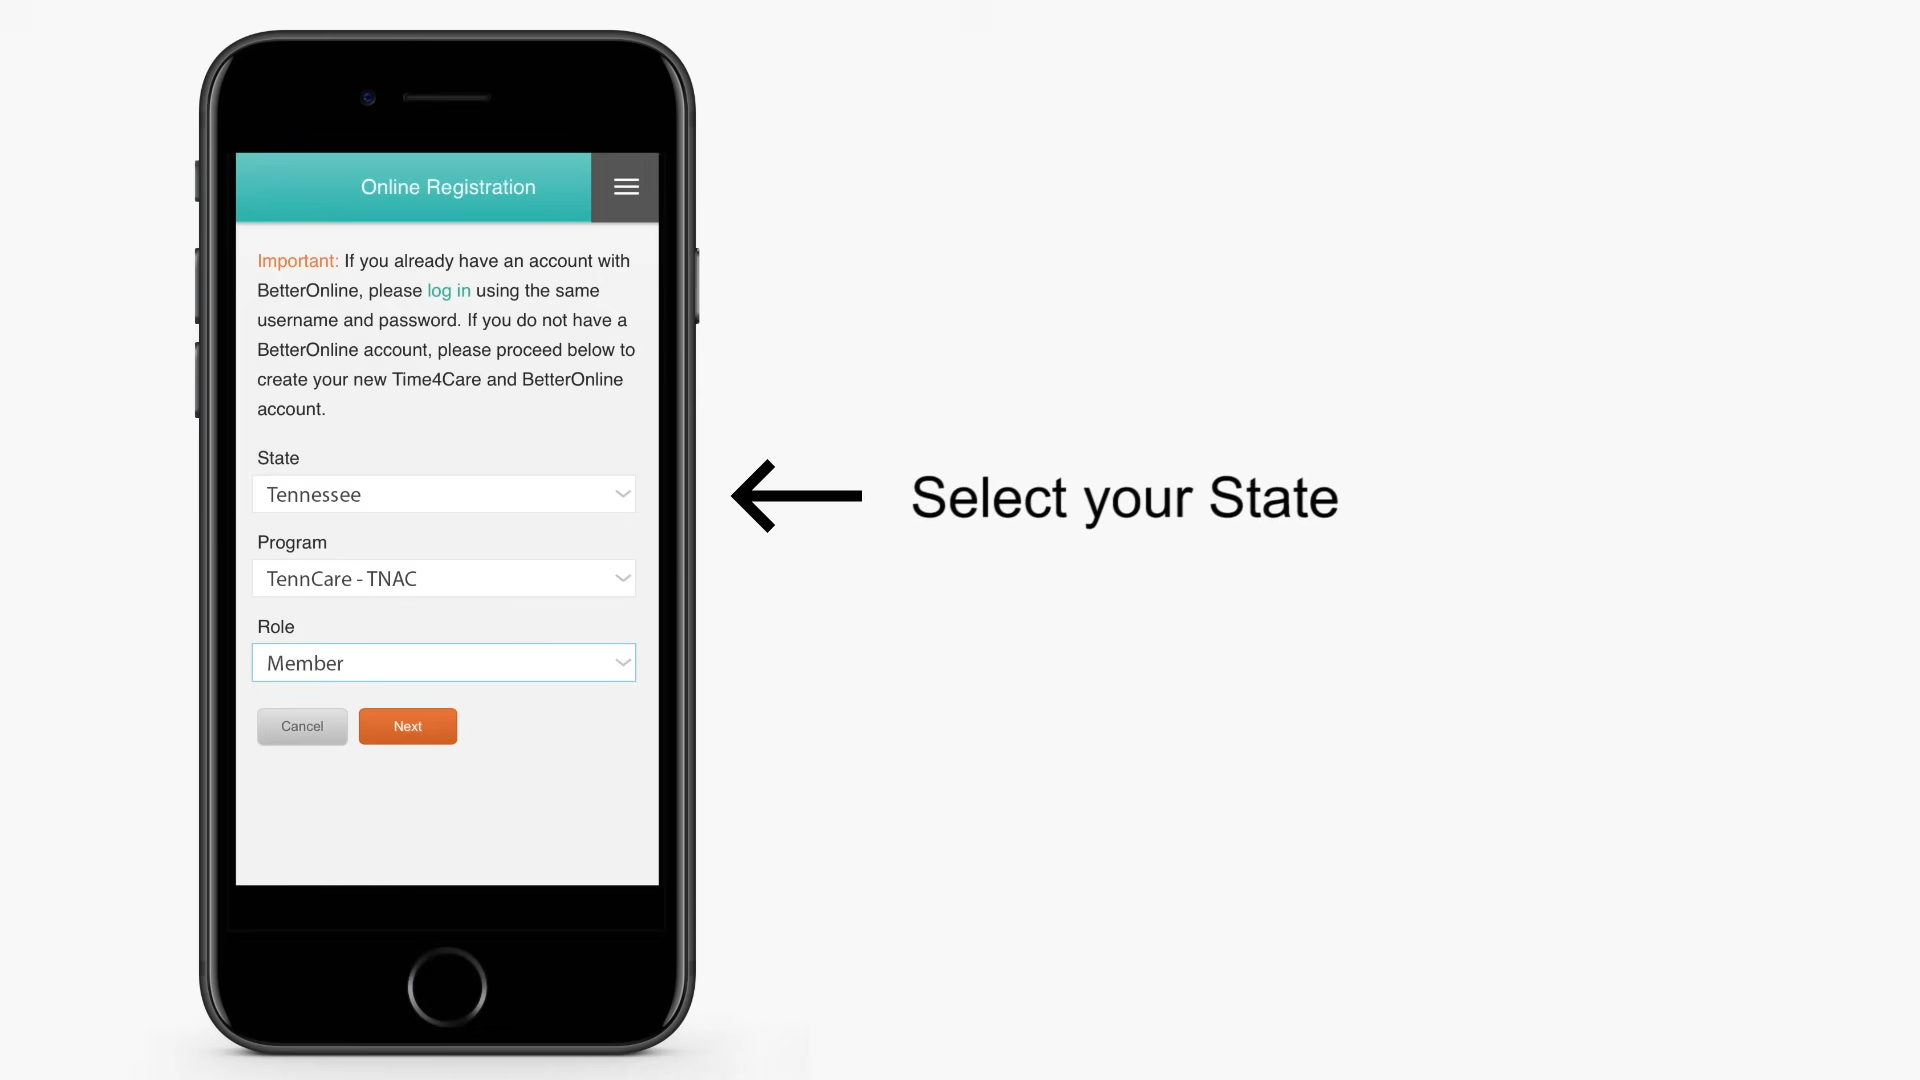 Online Registration
Important: If you already have an account with
BetterOnline, please log in using the same
username and password. If you do not have a
BetterOnline account, please proceed below to
create your new Time4Care and BetterOnline
account.
State
Tennessee
Select your State
Program
TennCare - TNAC
Role
Member
Cancel Next